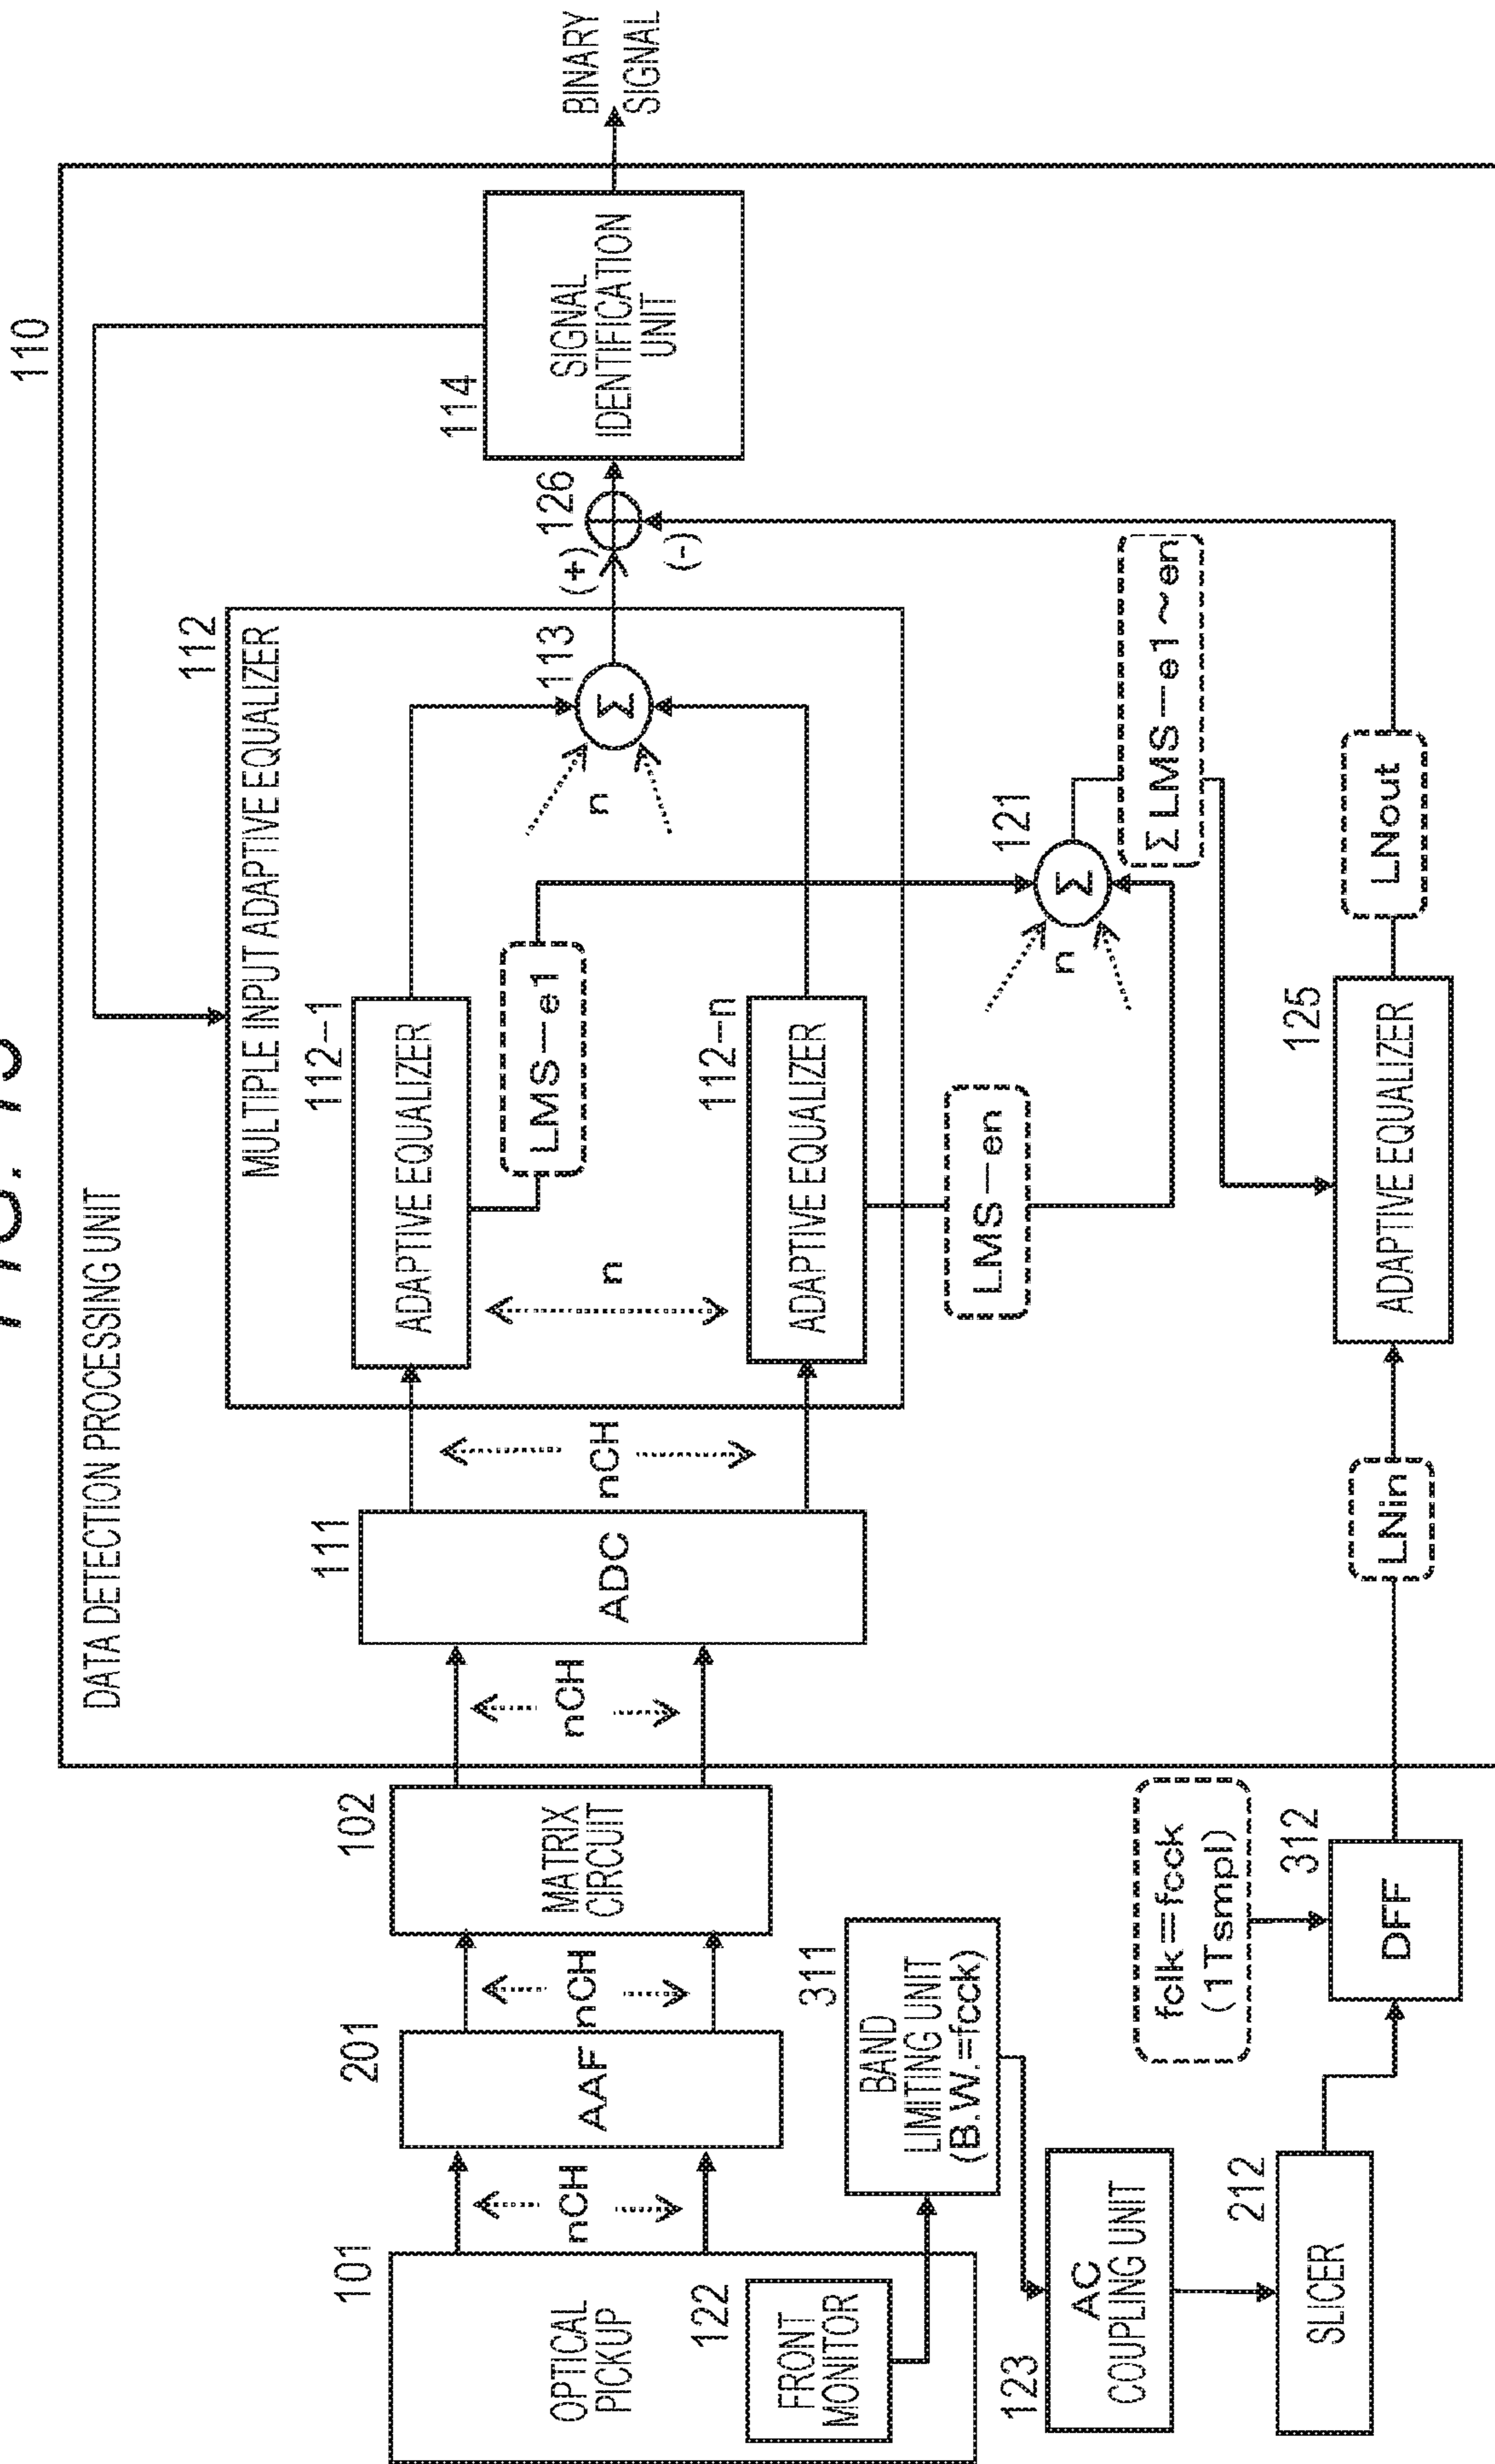 110
DATA DETECTION PROCESSING UNIT
112
MULTIPLE INPUT ADAPTIVE EQUALIZER
112-1
ADAPTIVE EQUALIZER
LMS-e1
n
112-n
ADAPTIVE EQUALIZER
LMS-en
n
113
Σ
(+)
126
(-)
114
SIGNAL
IDENTIFICATION
UNIT
BINARY
SIGNAL
101
OPTICAL
PICKUP
122
FRONT
MONITOR
nCH
201
AAF
nCH
102
MATRIX
CIRCUIT
nCH
111
ADC
nCH
121
Σ
n
ΣLMS-e1~en
311
BAND
LIMITING UNIT
(B.W.=fcck)
123
AC
COUPLING UNIT
212
SLICER
fclk=fcck
(1Tsmpl)
312
DFF
LNin
125
ADAPTIVE EQUALIZER
LNout